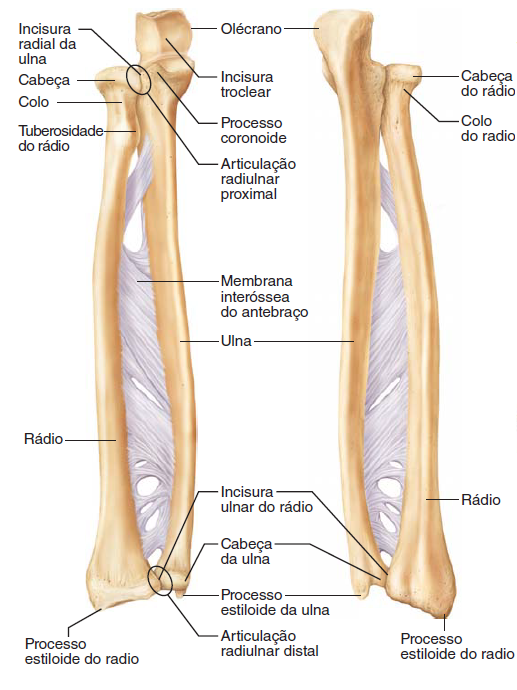 Incisura
radial da
ulna
Cabeça
Colo
Tuberosidade
do rádio
Olécrano
Incisura
troclear
Processo
coronoide
Articulação
radiulnar
proximal
Cabeça
do rádio
Colo
do radio
Membrana
interóssea
do antebraço
Ulna
Rádio
Incisura
ulnar do rádio
Rádio
Cabeça
da ulna
Processo
estiloide da ulna
Articulação
radiulnar distal
Processo
estiloide do radio
Processo
estiloide do radio